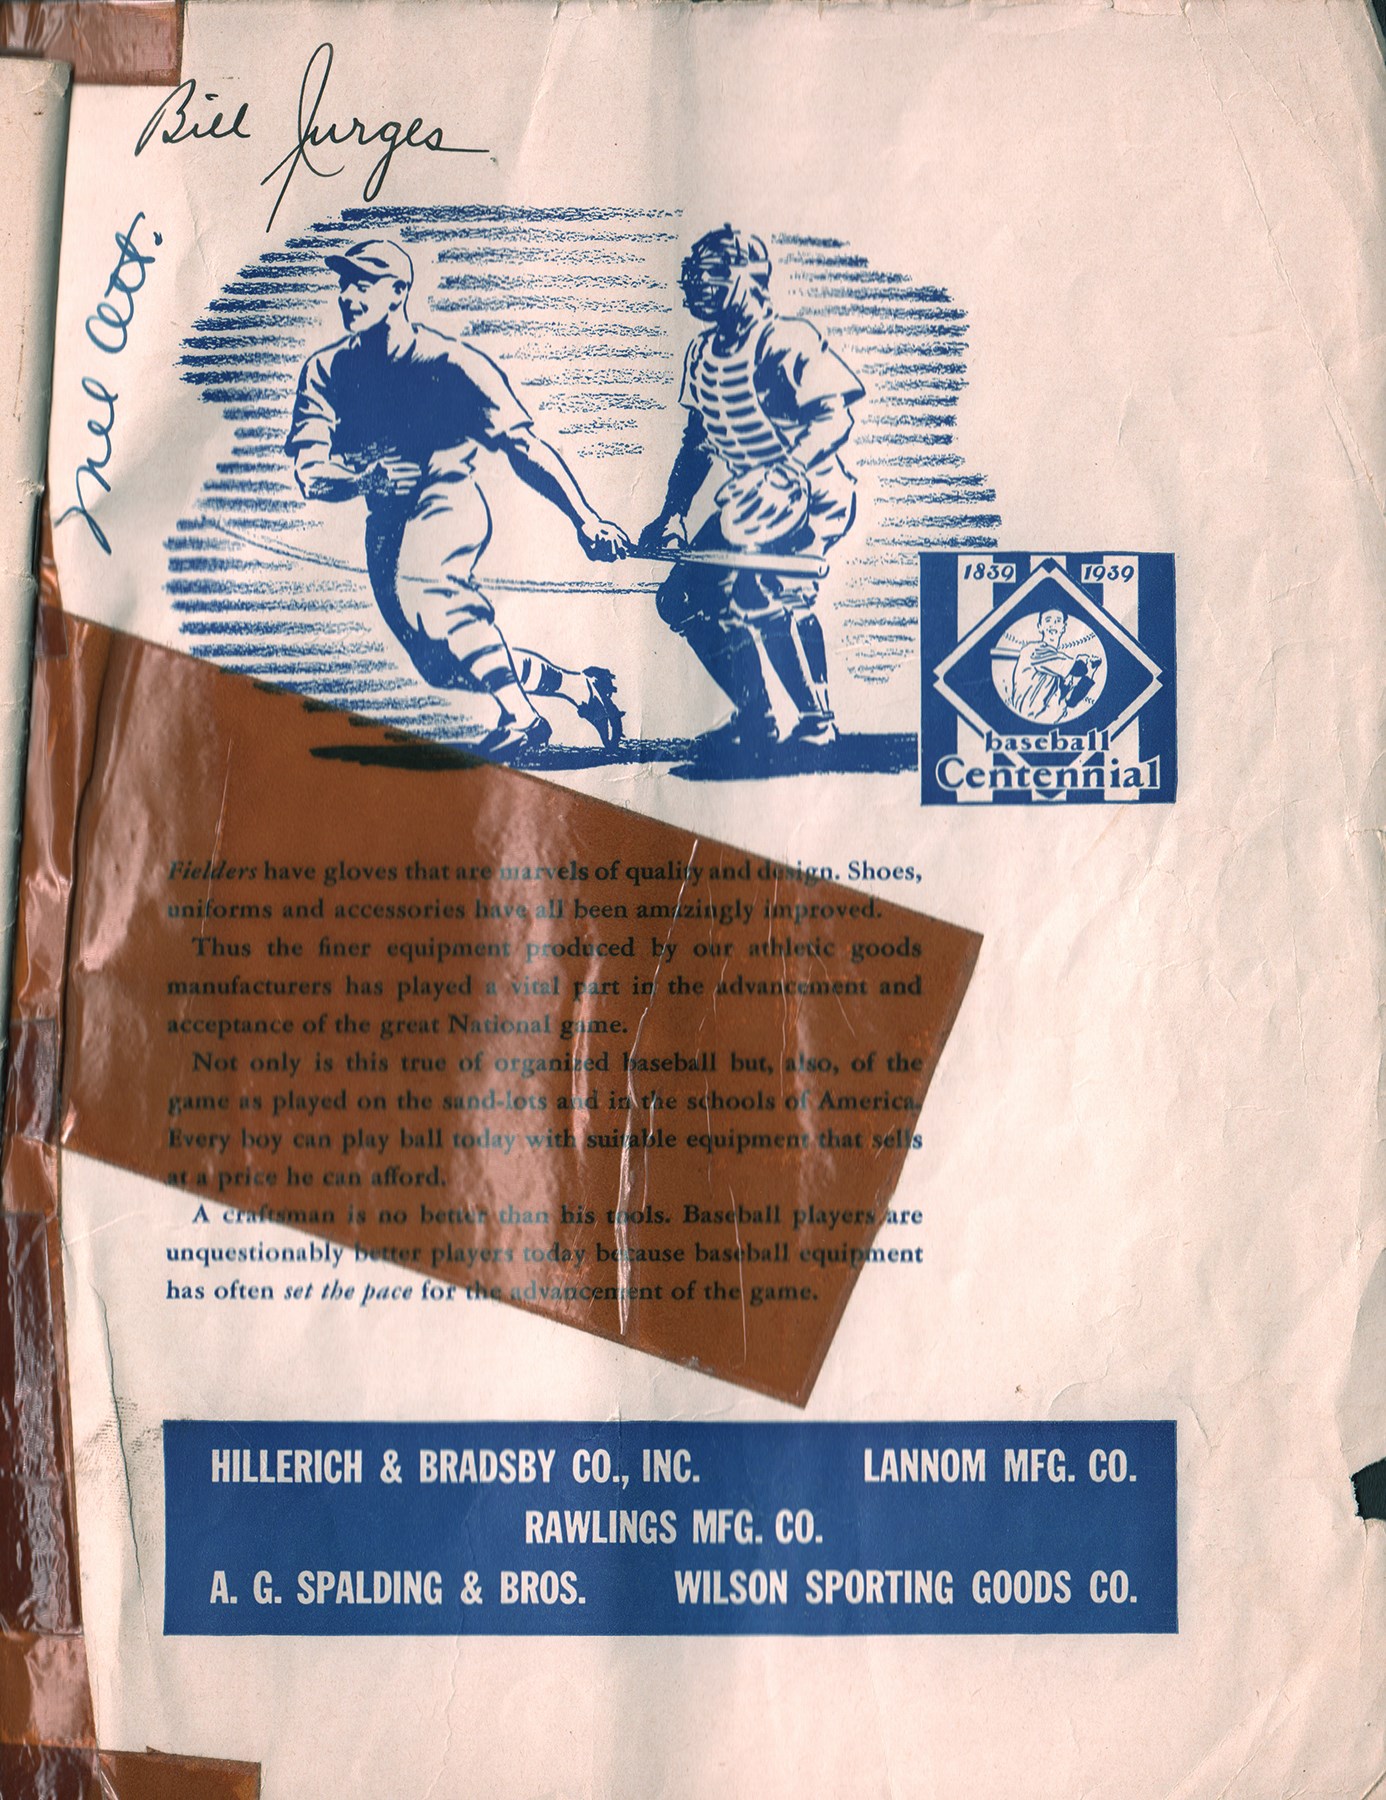 Bill Jurges
Mel Ott.
1839 1939
baseball
Centennial
Fielders have gloves that are marvels of quality and design. Shoes,
uniforms and accessories have all been amazingly improved.
Thus the finer equipment produced by our athletic goods
manufacturers has played a vital part in the advancement and
acceptance of the great National game.
Not only is this true of organized baseball but, also, of the
game as played on the sand-lots and in the schools of America.
Every boy can play ball today with suitable equipment that sells
at a price he can afford.
A craftsman is no better than his tools. Baseball players are
unquestionably better players today because baseball equipment
has often set the pace for the advancement of the game.
HILLERICH & BRADSBY CO., INC. LANNOM MFG. CO.
RAWLINGS MFG. CO.
A. G. SPALDING & BROS. WILSON SPORTING GOODS CO.